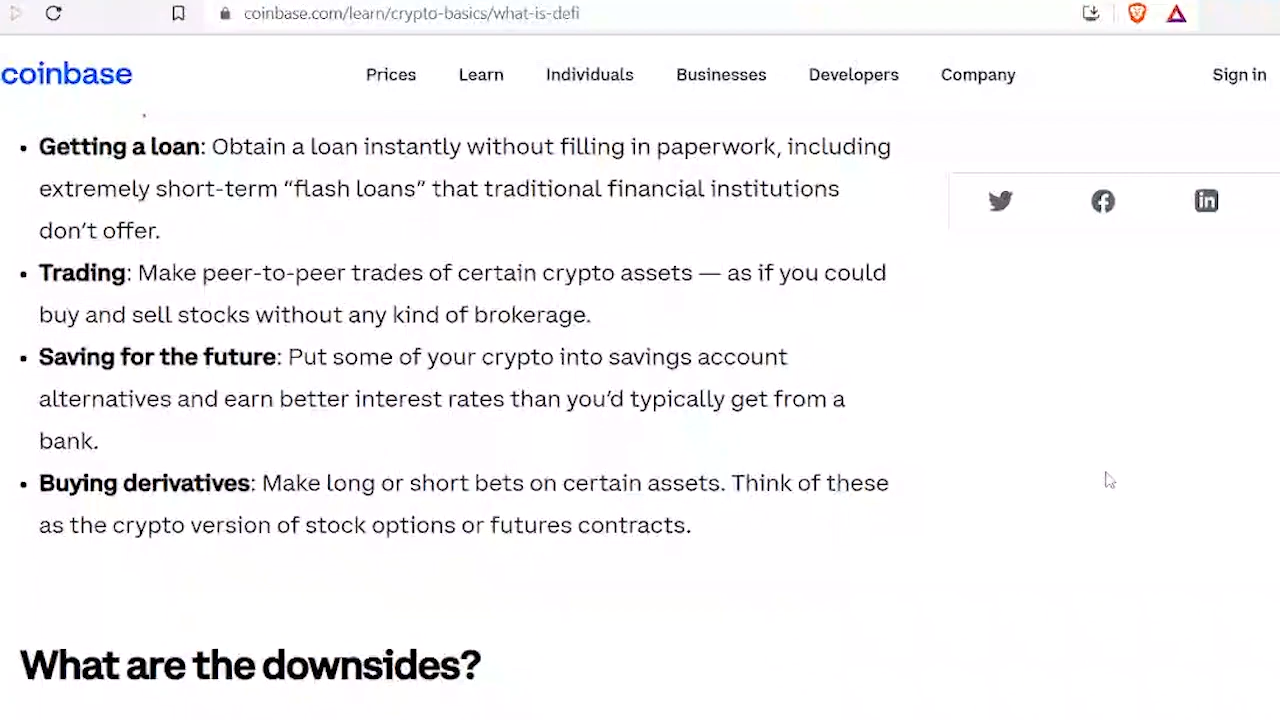 coinbase.com/learn/crypto-basics/what-is-defi
coinbase Prices Learn Individuals Businesses Developers Company Sign in
• Getting a loan: Obtain a loan instantly without filling in paperwork, including
extremely short-term “flash loans” that traditional financial institutions
don’t offer.
• Trading: Make peer-to-peer trades of certain crypto assets — as if you could
buy and sell stocks without any kind of brokerage.
• Saving for the future: Put some of your crypto into savings account
alternatives and earn better interest rates than you’d typically get from a
bank.
• Buying derivatives: Make long or short bets on certain assets. Think of these
as the crypto version of stock options or futures contracts.
What are the downsides?